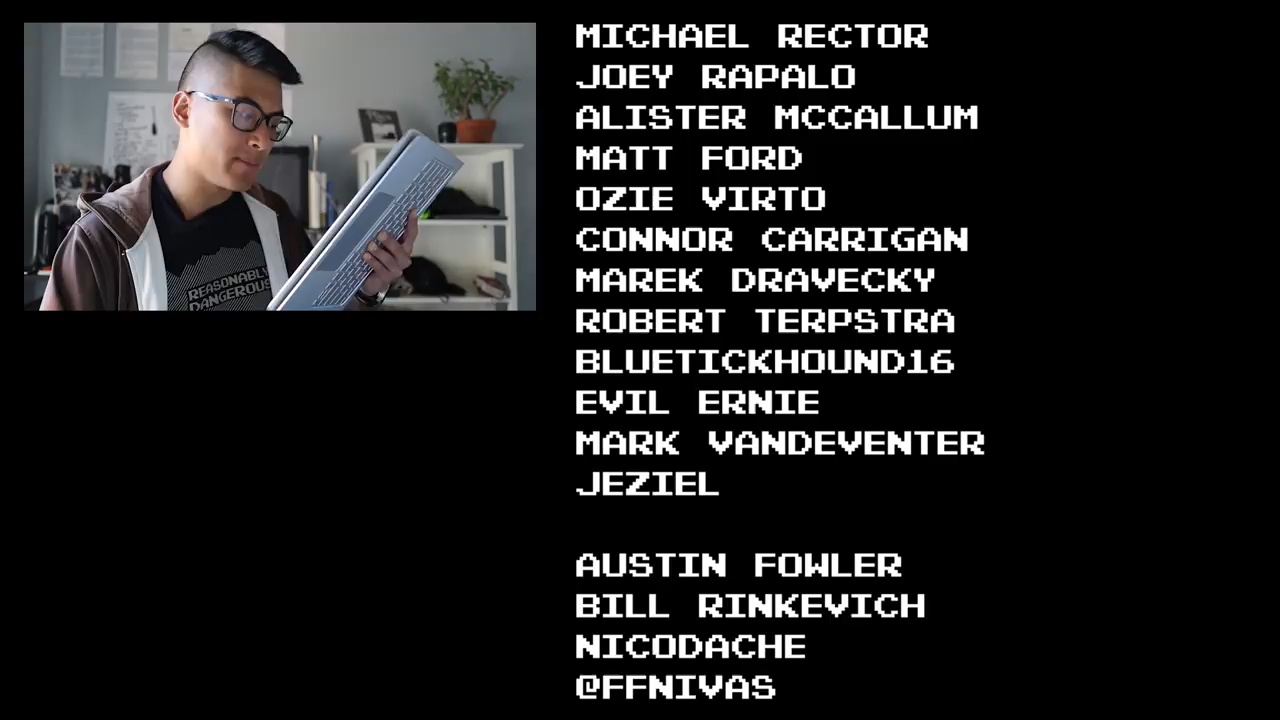 MICHAEL RECTOR
JOEY RAPALO
ALISTER MCCALLUM
MATT FORD
OZIE VIRTO
CONNOR CARRIGAN
MAREK DRAVECKY
ROBERT TERPSTRA
BLUETICKHOUND16
EVIL ERNIE
MARK VANDEVENTER
JEZIEL
AUSTIN FOWLER
BILL RINKEVICH
NICODACHE
@FFNIVAS
REASONABLY
DANGEROUS